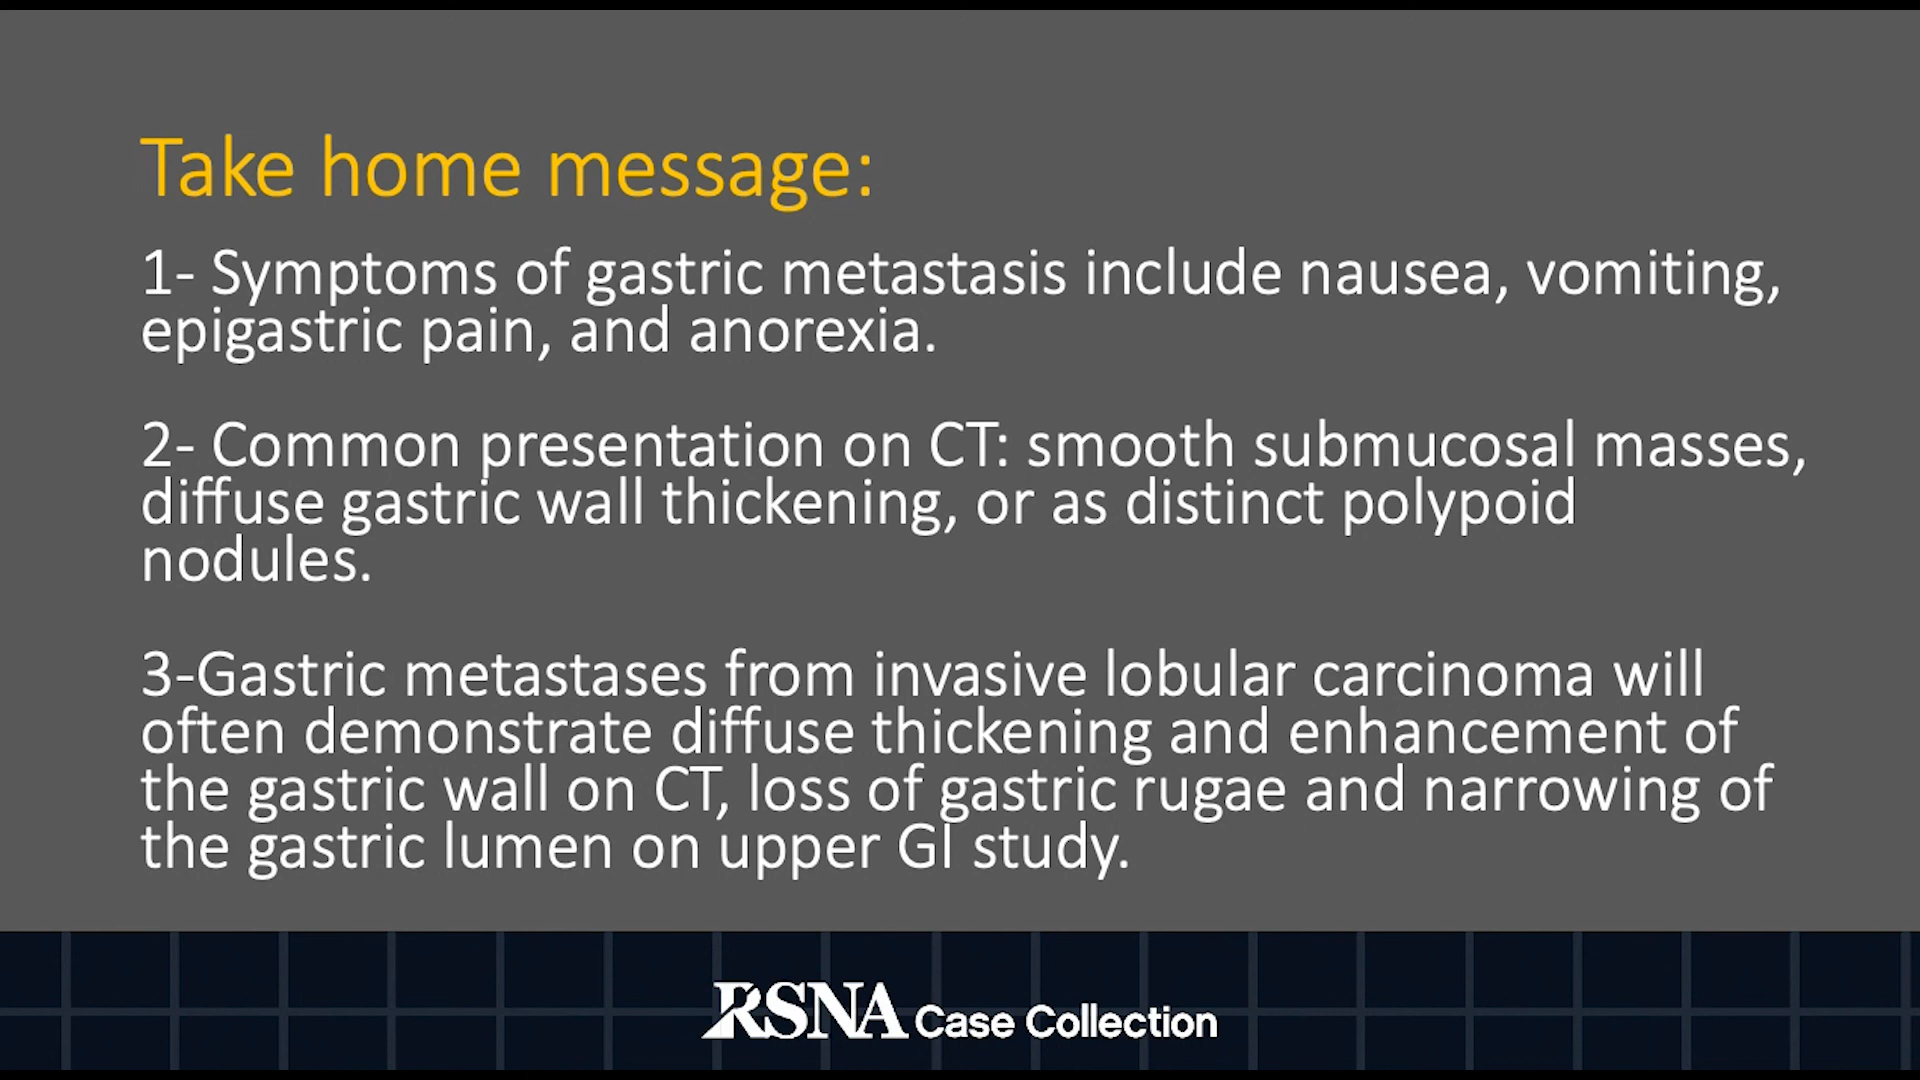 Take home message:
1- Symptoms of gastric metastasis include nausea, vomiting,
epigastric pain, and anorexia.
2- Common presentation on CT: smooth submucosal masses,
diffuse gastric wall thickening, or as distinct polypoid
nodules.
3-Gastric metastases from invasive lobular carcinoma will
often demonstrate diffuse thickening and enhancement of
the gastric wall on CT, loss of gastric rugae and narrowing of
the gastric lumen on upper GI study.
RSNA Case Collection